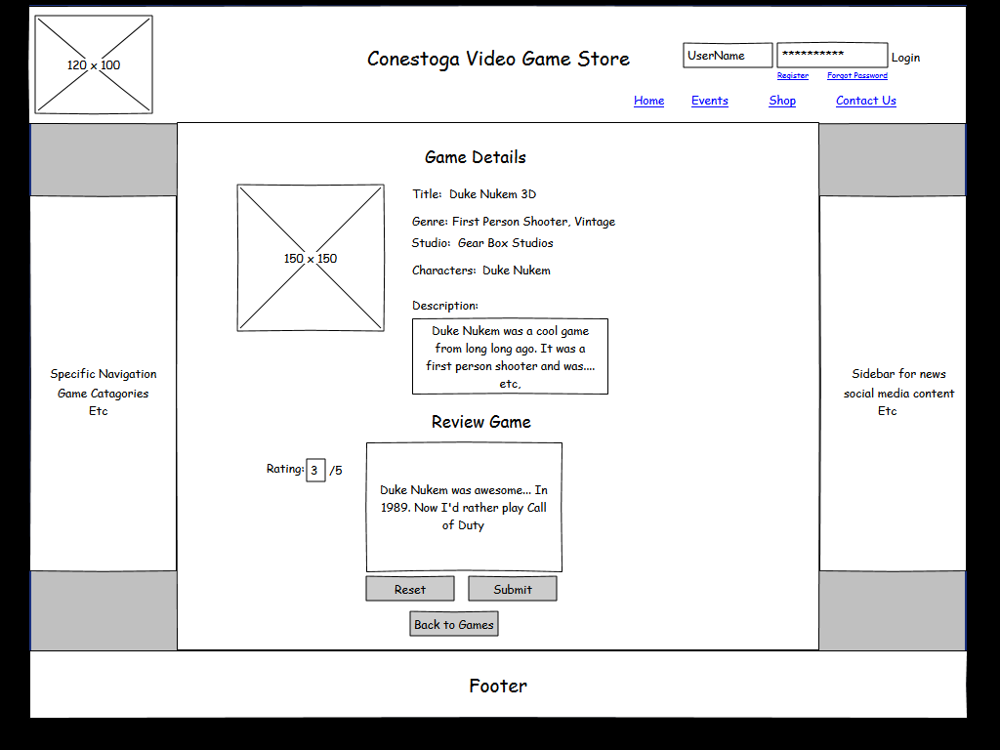 120 x 100
Conestoga Video Game Store
UserName
**********
Login
Register
Forgot Password
Home
Events
Shop
Contact Us
Game Details
150 x 150
Title: Duke Nukem 3D
Genre: First Person Shooter, Vintage
Studio: Gear Box Studios
Characters: Duke Nukem
Description:
Duke Nukem was a cool game
from long long ago. It was a
first person shooter and was....
etc,
Specific Navigation
Game Catagories
Etc
Sidebar for news
social media content
Etc
Review Game
Rating: 3 /5
Duke Nukem was awesome... In
1989. Now I'd rather play Call
of Duty
Reset
Submit
Back to Games
Footer